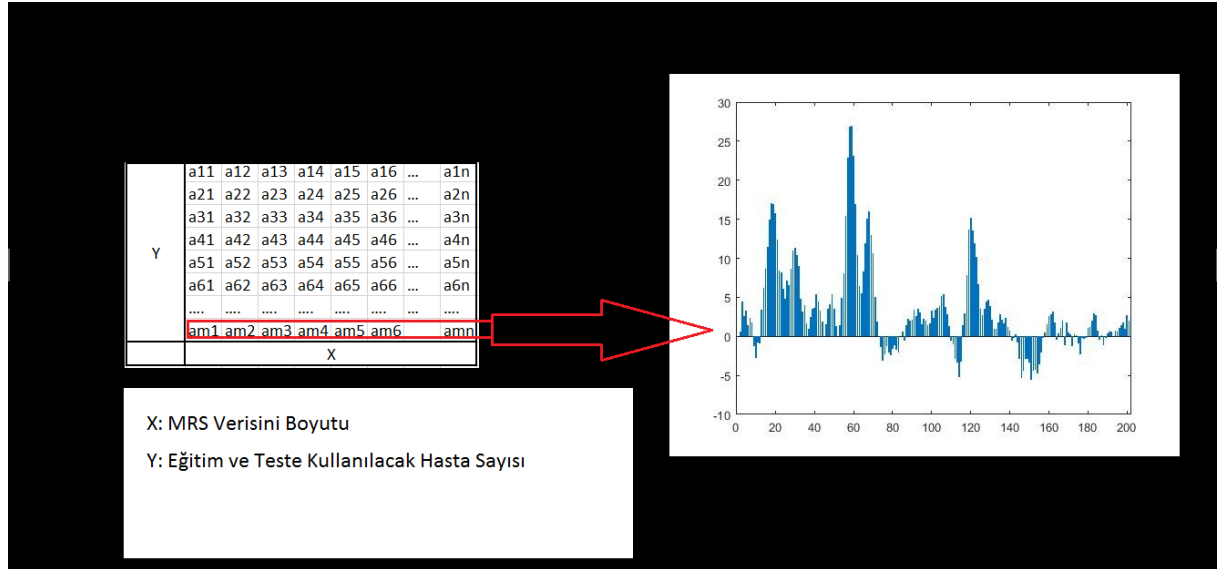 a11 a12 a13 a14 a15 a16 ... a1n
a21 a22 a23 a24 a25 a26 ... a2n
a31 a32 a33 a34 a35 a36 ... a3n
a41 a42 a43 a44 a45 a46 ... a4n
Y
a51 a52 a53 a54 a55 a56 ... a5n
a61 a62 a63 a64 a65 a66 ... a6n
.... .... .... .... .... .... ... ....
am1 am2 am3 am4 am5 am6 amn
X
X: MRS Verisini Boyutu
Y: Eğitim ve Teste Kullanılacak Hasta Sayısı
30
25
20
15
10
5
0
-5
-10
0 20 40 60 80 100 120 140 160 180 200